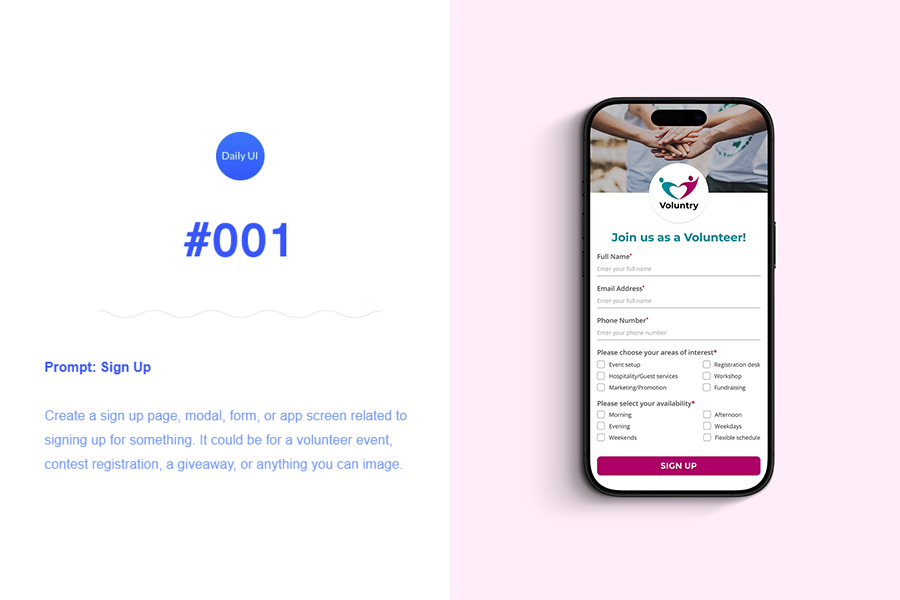 Daily UI
#001
Prompt: Sign Up
Create a sign up page, modal, form, or app screen related to
signing up for something. It could be for a volunteer event,
contest registration, a giveaway, or anything you can image.
Voluntry
Join us as a Volunteer!
Full Name*
Enter your full name
Email Address*
Enter your full name
Phone Number*
Enter your phone number
Please choose your areas of interest*
Event setup Registration desk
Hospitality/Guest services Workshop
Marketing/Promotion Fundraising
Please select your availability*
Morning Afternoon
Evening Weekdays
Weekends Flexible schedule
SIGN UP